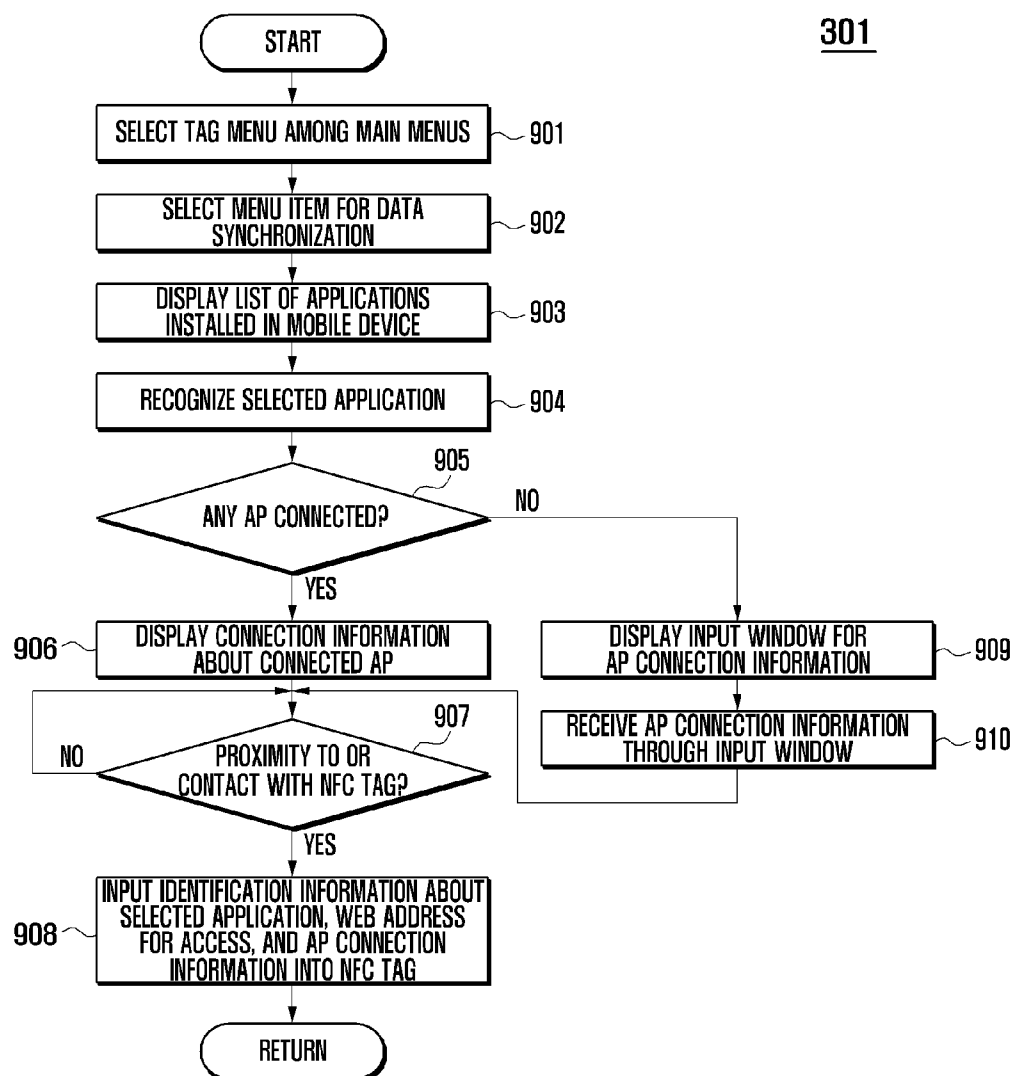 301
START
SELECT TAG MENU AMONG MAIN MENUS
901
SELECT MENU ITEM FOR DATA
SYNCHRONIZATION
902
DISPLAY LIST OF APPLICATIONS
INSTALLED IN MOBILE DEVICE
903
RECOGNIZE SELECTED APPLICATION
904
905
ANY AP CONNECTED?
NO
YES
906
DISPLAY CONNECTION INFORMATION
ABOUT CONNECTED AP
DISPLAY INPUT WINDOW FOR
AP CONNECTION INFORMATION
909
907
RECEIVE AP CONNECTION INFORMATION
THROUGH INPUT WINDOW
910
NO
PROXIMITY TO OR
CONTACT WITH NFC TAG?
YES
908
INPUT IDENTIFICATION INFORMATION ABOUT
SELECTED APPLICATION, WEB ADDRESS
FOR ACCESS, AND AP CONNECTION
INFORMATION INTO NFC TAG
RETURN